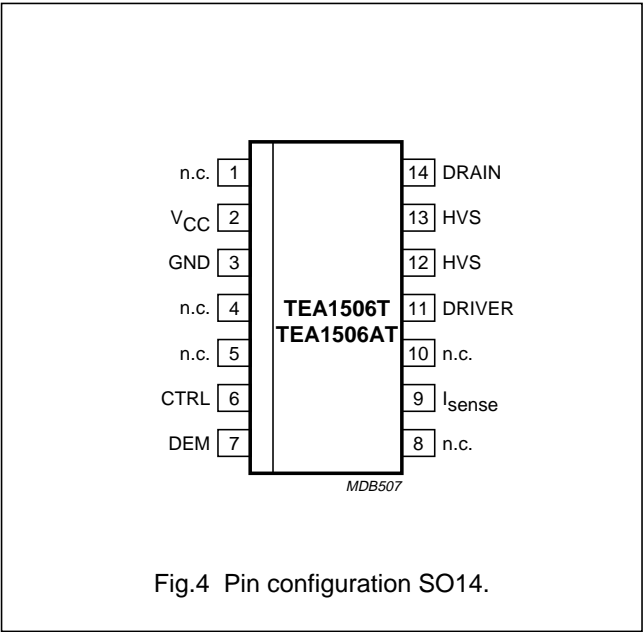 n.c. 1 14 DRAIN
VCC 2 13 HVS
GND 3 12 HVS
n.c. 4 TEA1506T 11 DRIVER
TEA1506AT
n.c. 5 10 n.c.
CTRL 6 9 Isense
DEM 7 8 n.c.
MDB507
Fig.4 Pin configuration SO14.